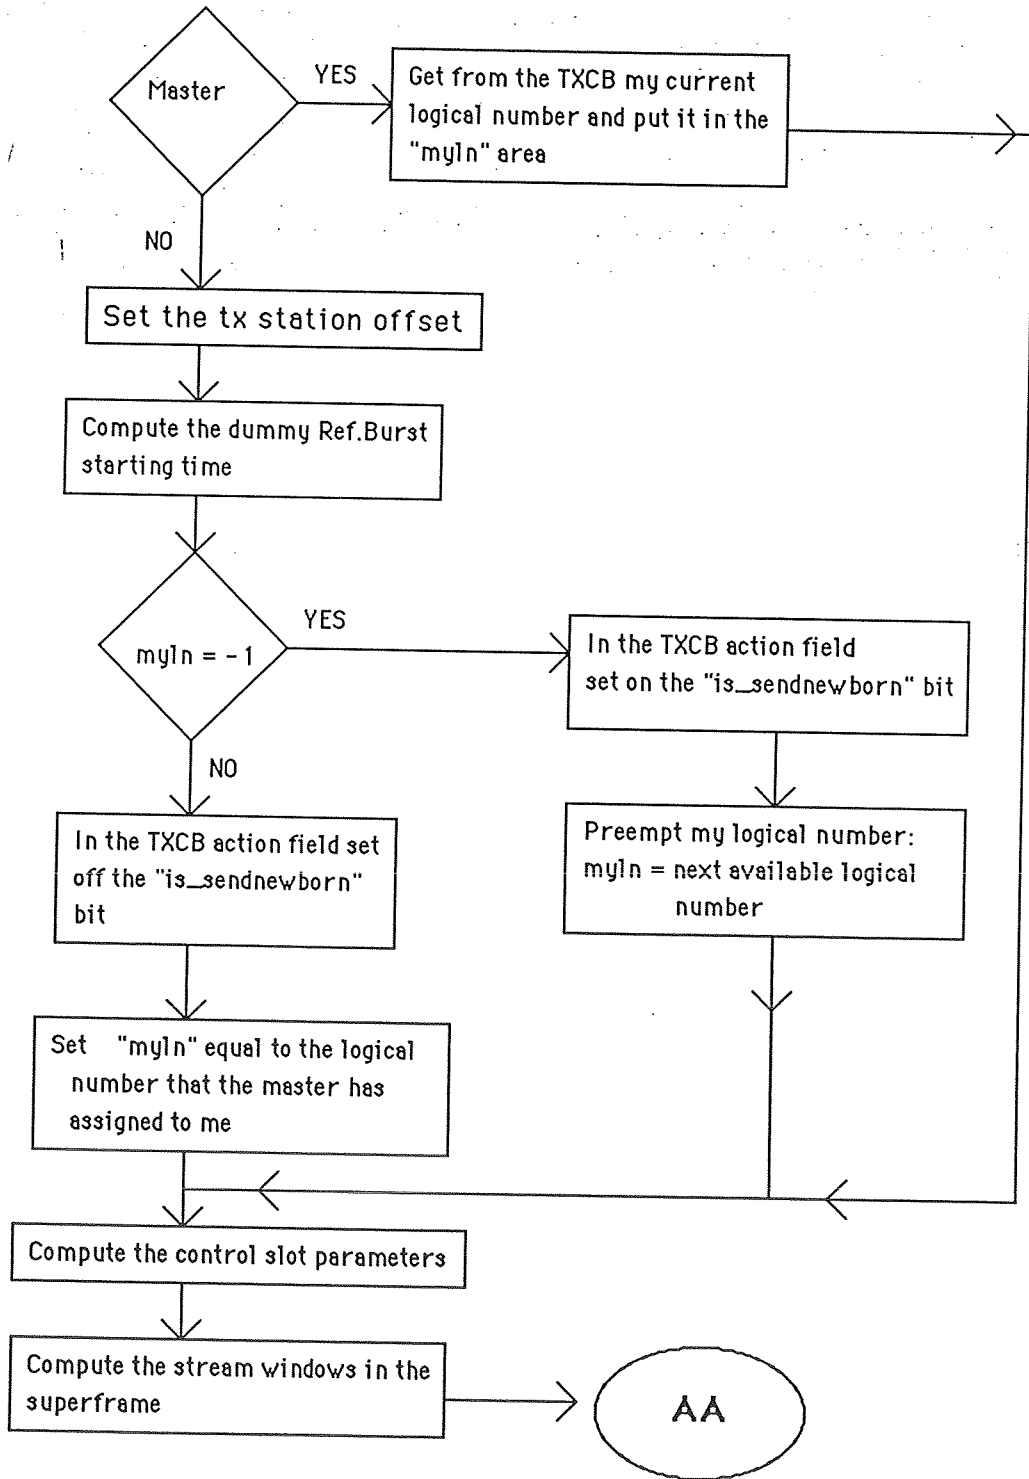 Master
YES
Get from the TXCB my current
logical number and put it in the
"myln" area
NO
Set the tx station offset
Compute the dummy Ref.Burst
starting time
myln = -1
YES
In the TXCB action field
set on the "is_sendnewborn" bit
NO
In the TXCB action field set
off the "is_sendnewborn"
bit
Preempt my logical number:
myln = next available logical
number
Set "myln" equal to the logical
number that the master has
assigned to me
Compute the control slot parameters
Compute the stream windows in the
superframe
AA